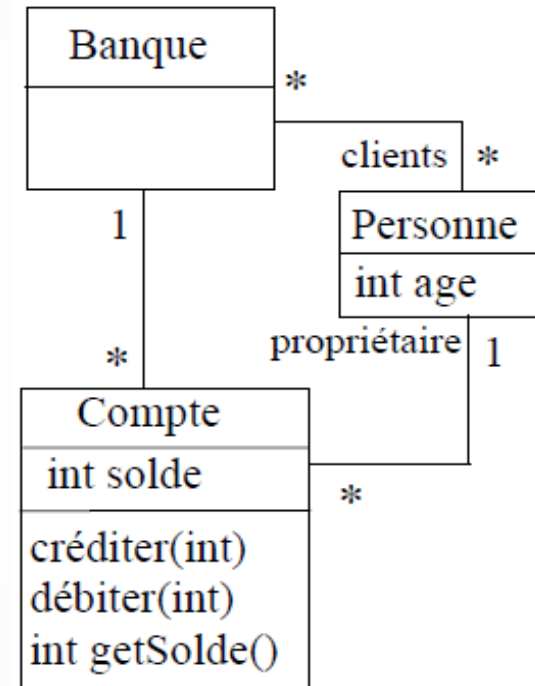 Banque
*
clients *
1
Personne
int age
propriétaire 1
*
Compte
int solde
*
créditer(int)
débiter(int)
int getSolde()